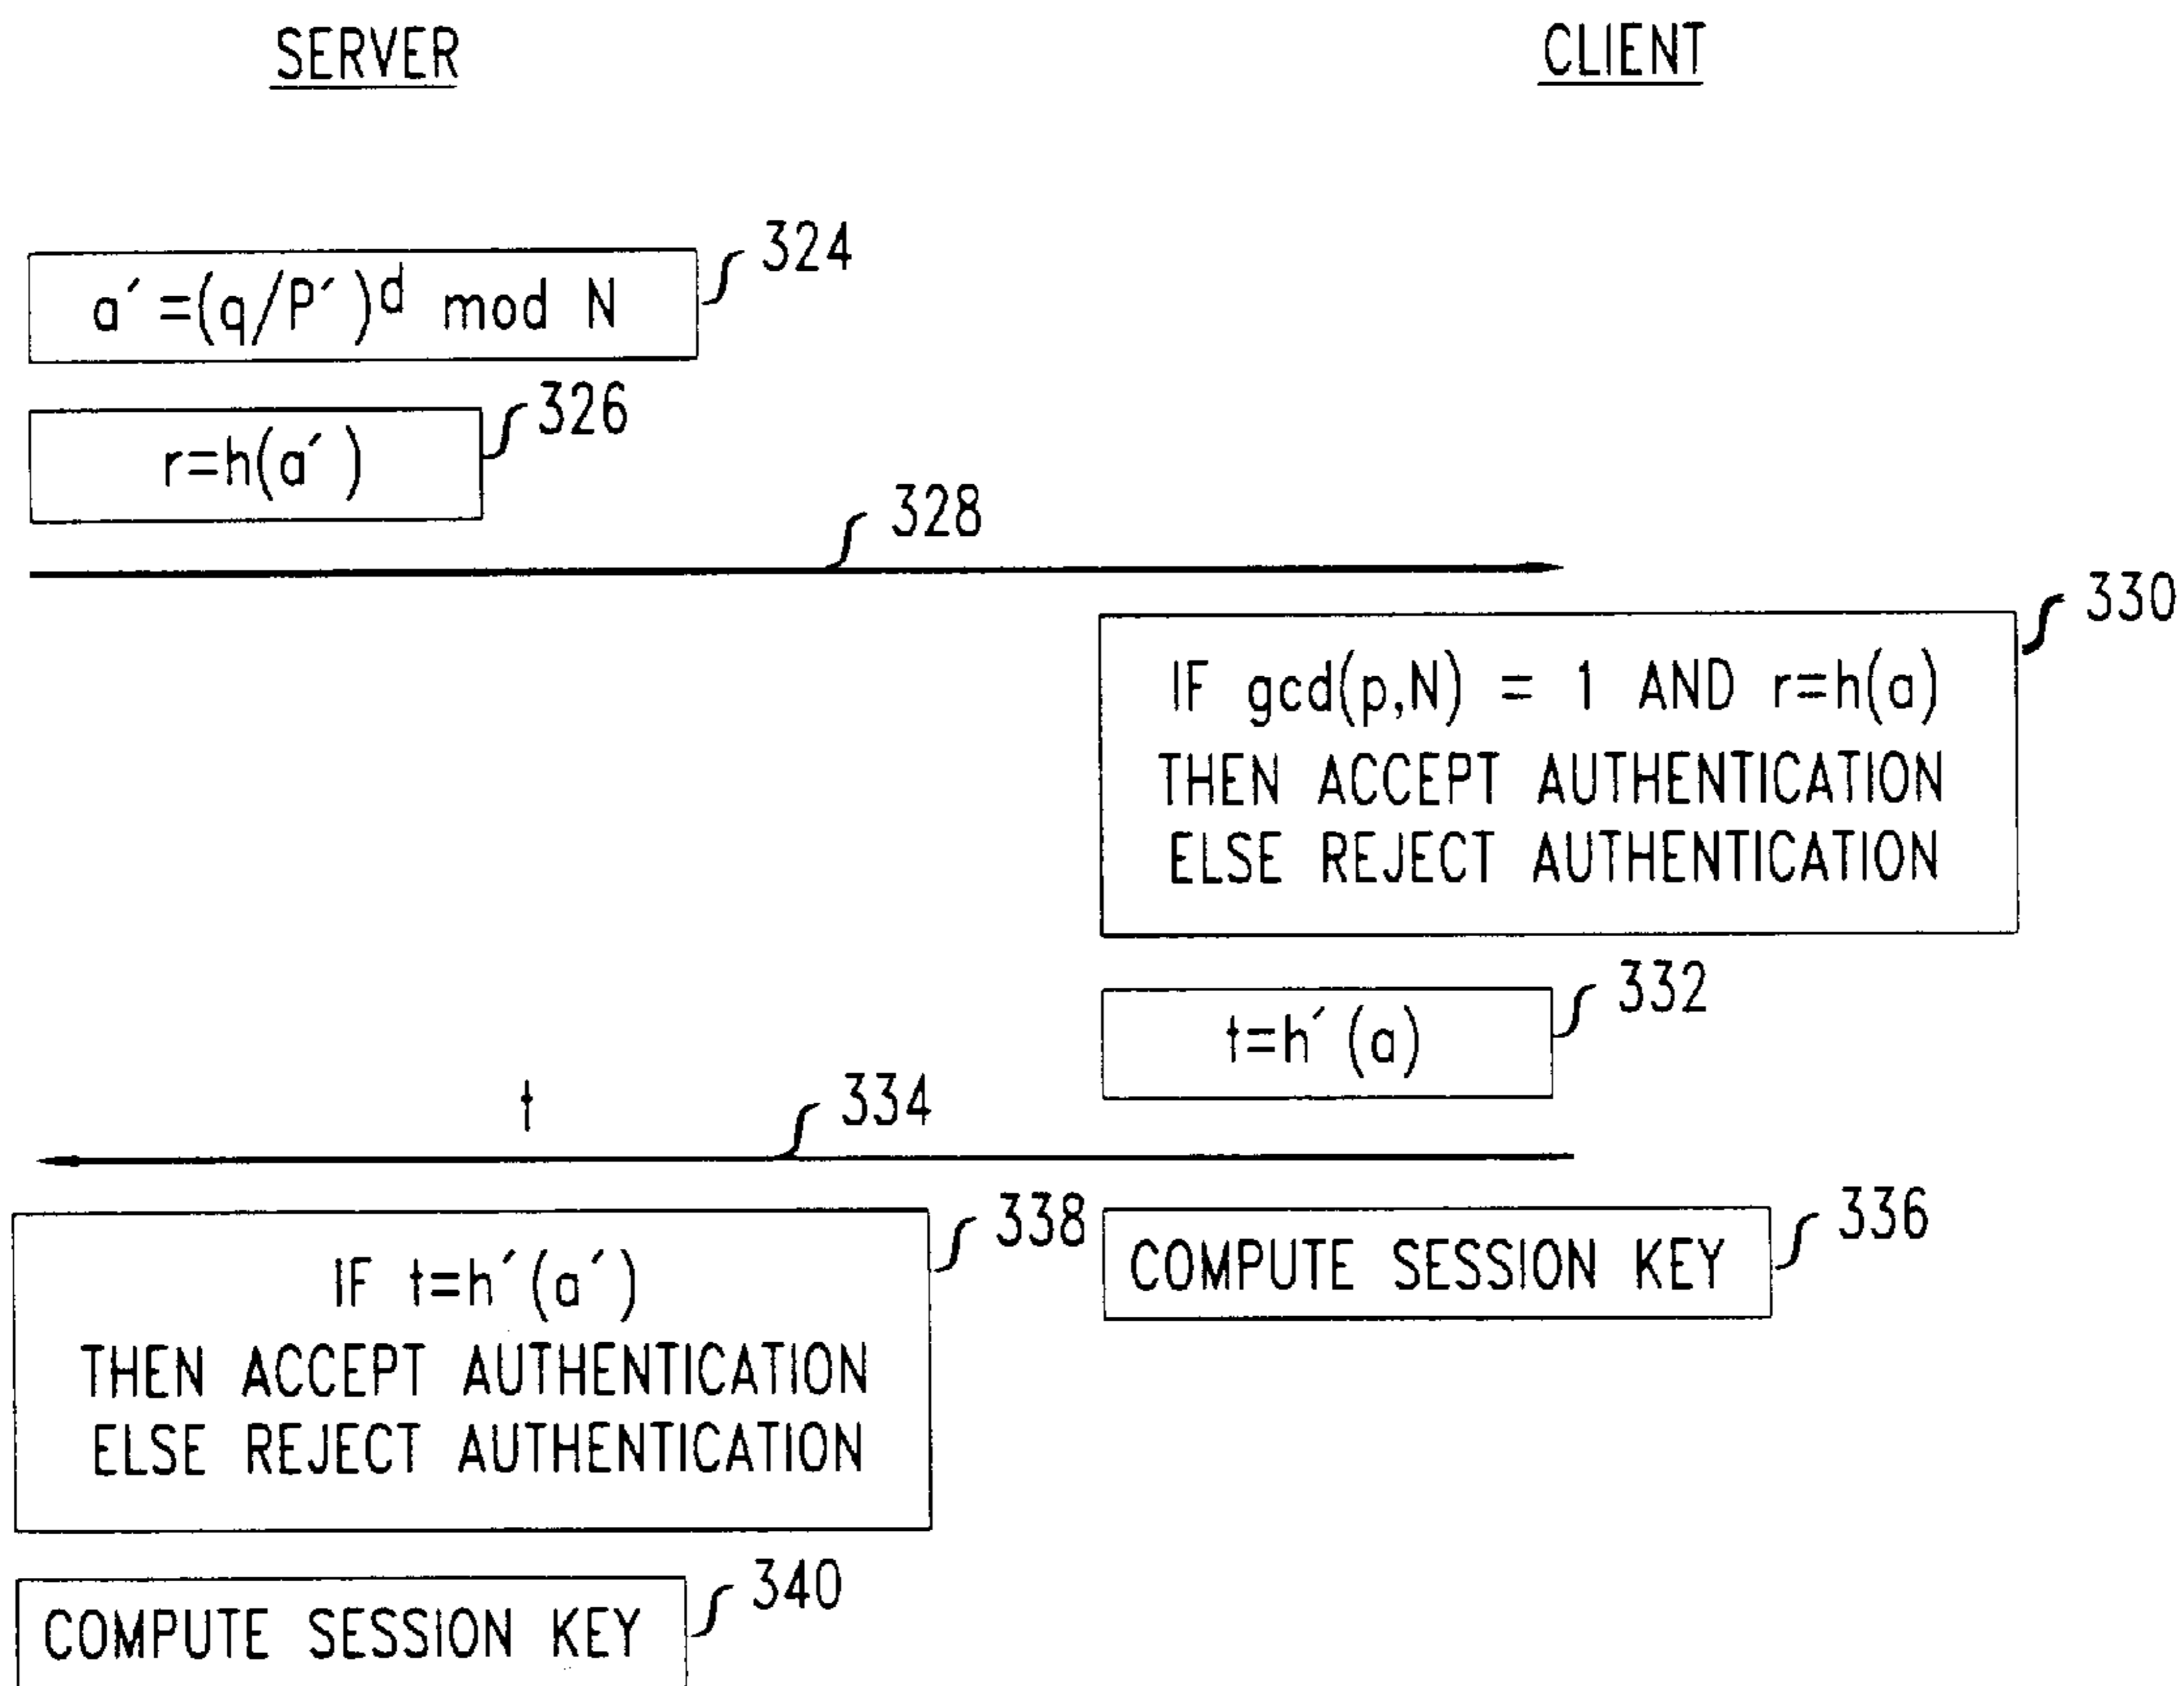 SERVER
CLIENT
324
a′ =(q/P′)^d mod N
326
r=h(a′)
328
330
IF gcd(p,N) = 1 AND r=h(a)
THEN ACCEPT AUTHENTICATION
ELSE REJECT AUTHENTICATION
332
t=h′(a)
t
334
338
IF t=h′(a′)
THEN ACCEPT AUTHENTICATION
ELSE REJECT AUTHENTICATION
336
COMPUTE SESSION KEY
340
COMPUTE SESSION KEY